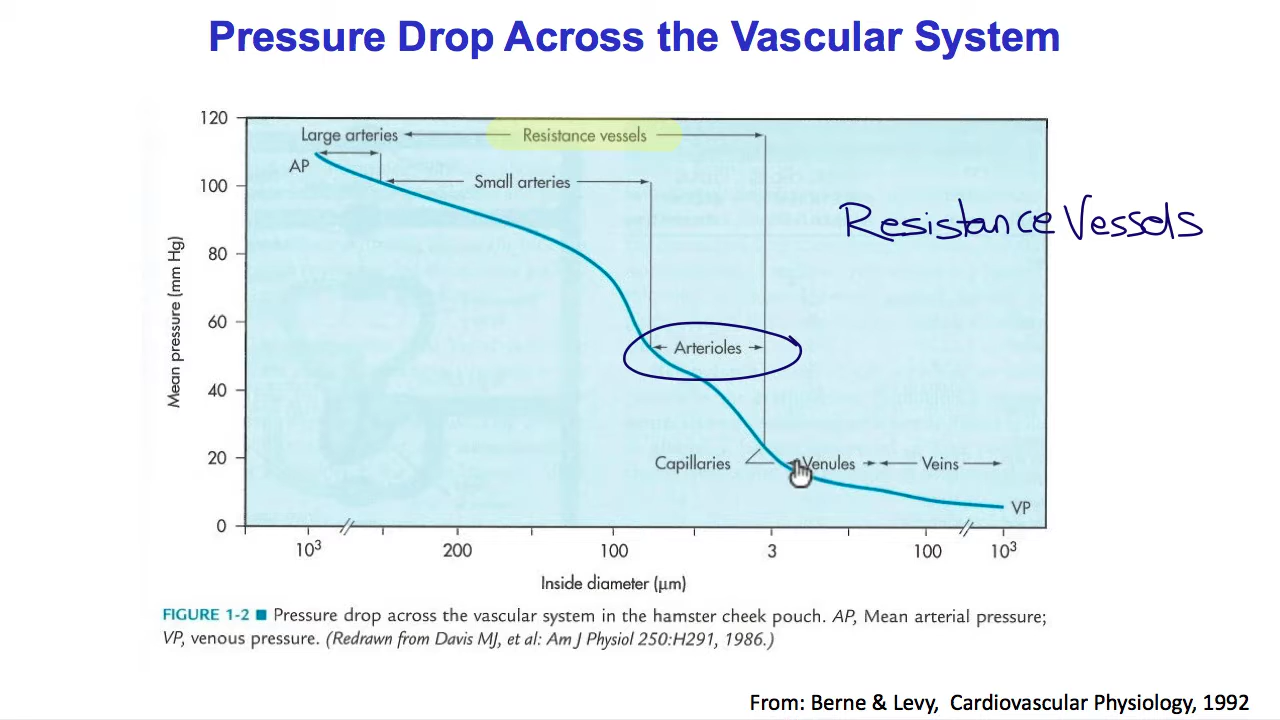 Pressure Drop Across the Vascular System
120
Large arteries
Resistance vessels
AP
100
Small arteries
Resistance Vessels
80
60
Arterioles
40
20
Capillaries
Venules
Veins
0
VP
10³
200
100
3
100
10³
Mean pressure (mm Hg)
Inside diameter (μm)
FIGURE 1-2 ■ Pressure drop across the vascular system in the hamster cheek pouch. AP, Mean arterial pressure;
VP, venous pressure. (Redrawn from Davis MJ, et al: Am J Physiol 250:H291, 1986.)
From: Berne & Levy, Cardiovascular Physiology, 1992